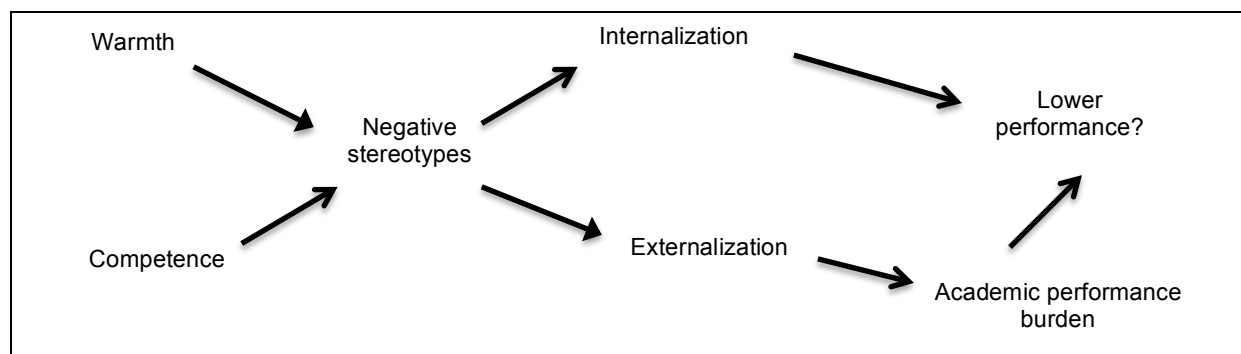 Warmth
Internalization
Lower
performance?
Negative
stereotypes
Competence
Externalization
Academic performance
burden